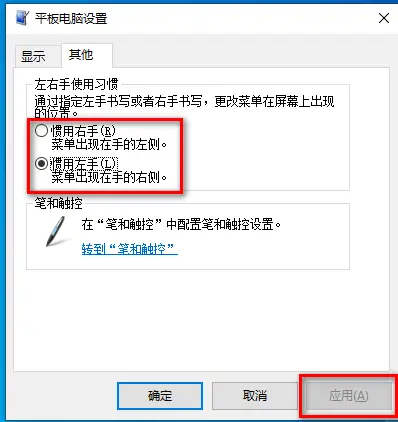 平板电脑设置
显示
其他
左右手使用习惯
通过指定左手书写或者右手书写，更改菜单在屏幕上出现
的位置。
惯用右手(R)
菜单出现在手的左侧。
惯用左手(L)
菜单出现在手的右侧。
笔和触控
在“笔和触控”中配置笔和触控设置。
转到“笔和触控”
确定
取消
应用(A)